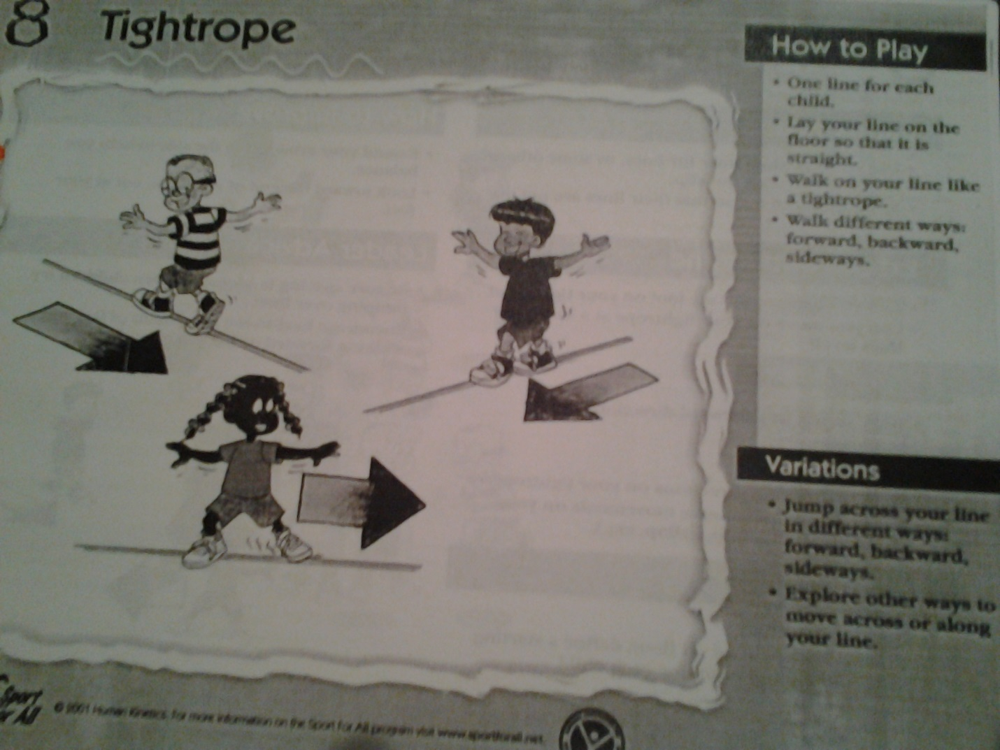 8 Tightrope
How to Play
• One line for each
child.
• Lay your line on the
floor so that it is
straight.
• Walk on your line like
a tightrope.
• Walk different ways:
forward, backward,
sideways.
Variations
• Jump across your line
in different ways:
forward, backward,
sideways.
• Explore other ways to
move across or along
your line.
Sport
All
© 2001 Human Kinetics. For more information on the Sport For All program visit www.sportforall.net.